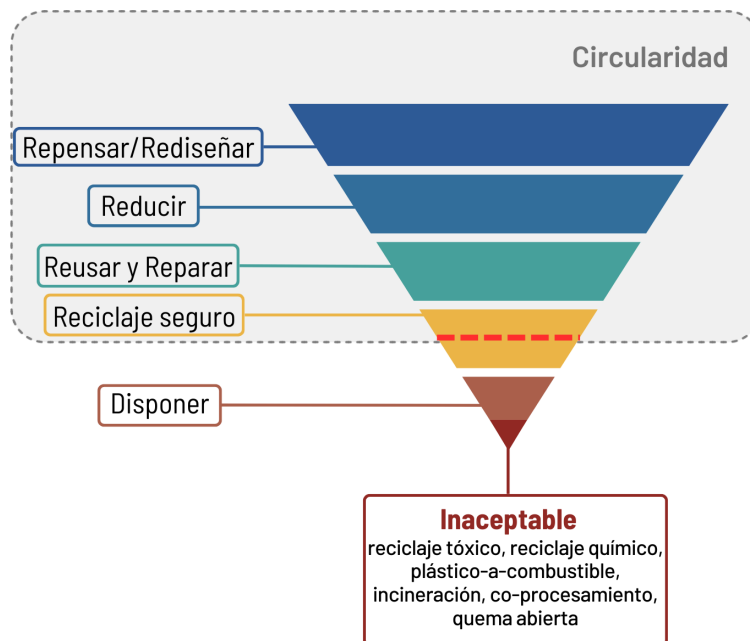 Circularidad
Repensar/Rediseñar
Reducir
Reusar y Reparar
Reciclaje seguro
Disponer
Inaceptable
reciclaje tóxico, reciclaje químico,
plástico-a-combustible,
incineración, co-procesamiento,
quema abierta